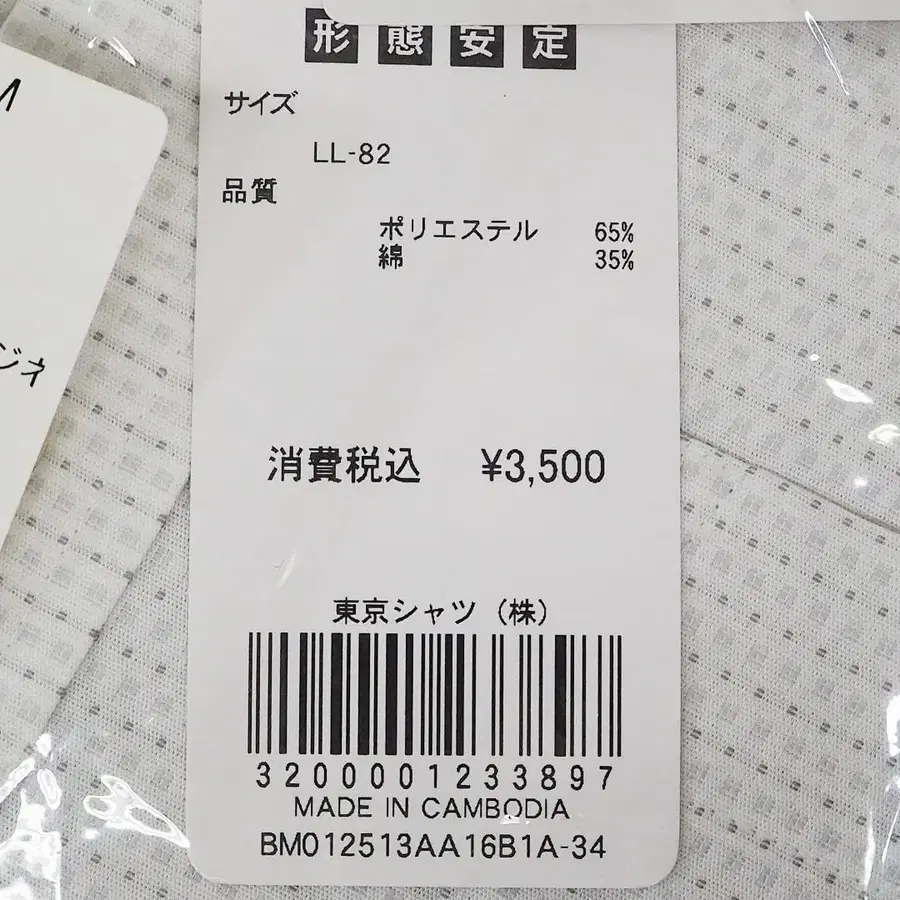 形態安定
サイズ
LL-82
品質
ポリエステル 65%
綿 35%
消費税込 ¥3,500
東京シャツ（株）
3200001233897
MADE IN CAMBODIA
BM012513AA16B1A-34
ジネ